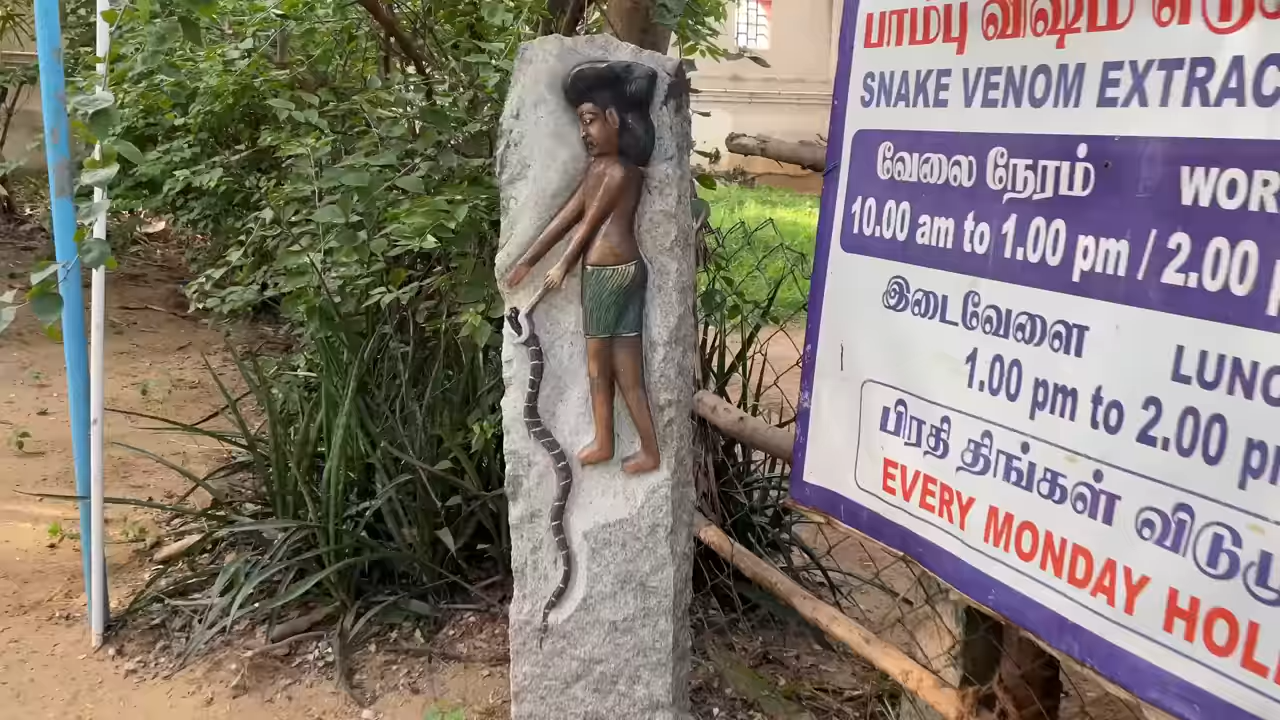 பாம்பு விஷம்
SNAKE VENOM EXTRAC
வேலை நேரம் WOR
10.00 am to 1.00 pm / 2.00
இடைவேளை LUNC
1.00 pm to 2.00 pm
பிரதி திங்கள் விடுமு
EVERY MONDAY HOL